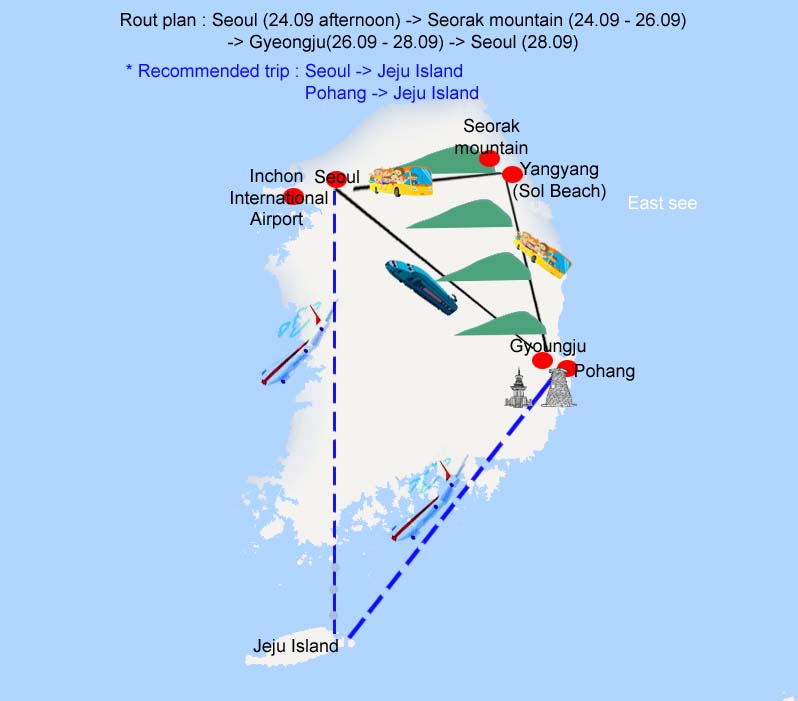 Rout plan : Seoul (24.09 afternoon) -> Seorak mountain (24.09 - 26.09)
-> Gyeongju(26.09 - 28.09) -> Seoul (28.09)
* Recommended trip : Seoul -> Jeju Island
Pohang -> Jeju Island
Seorak
mountain
Yangyang
(Sol Beach)
Inchon
International
Airport
Seoul
East see
Gyoungju
Pohang
Jeju Island